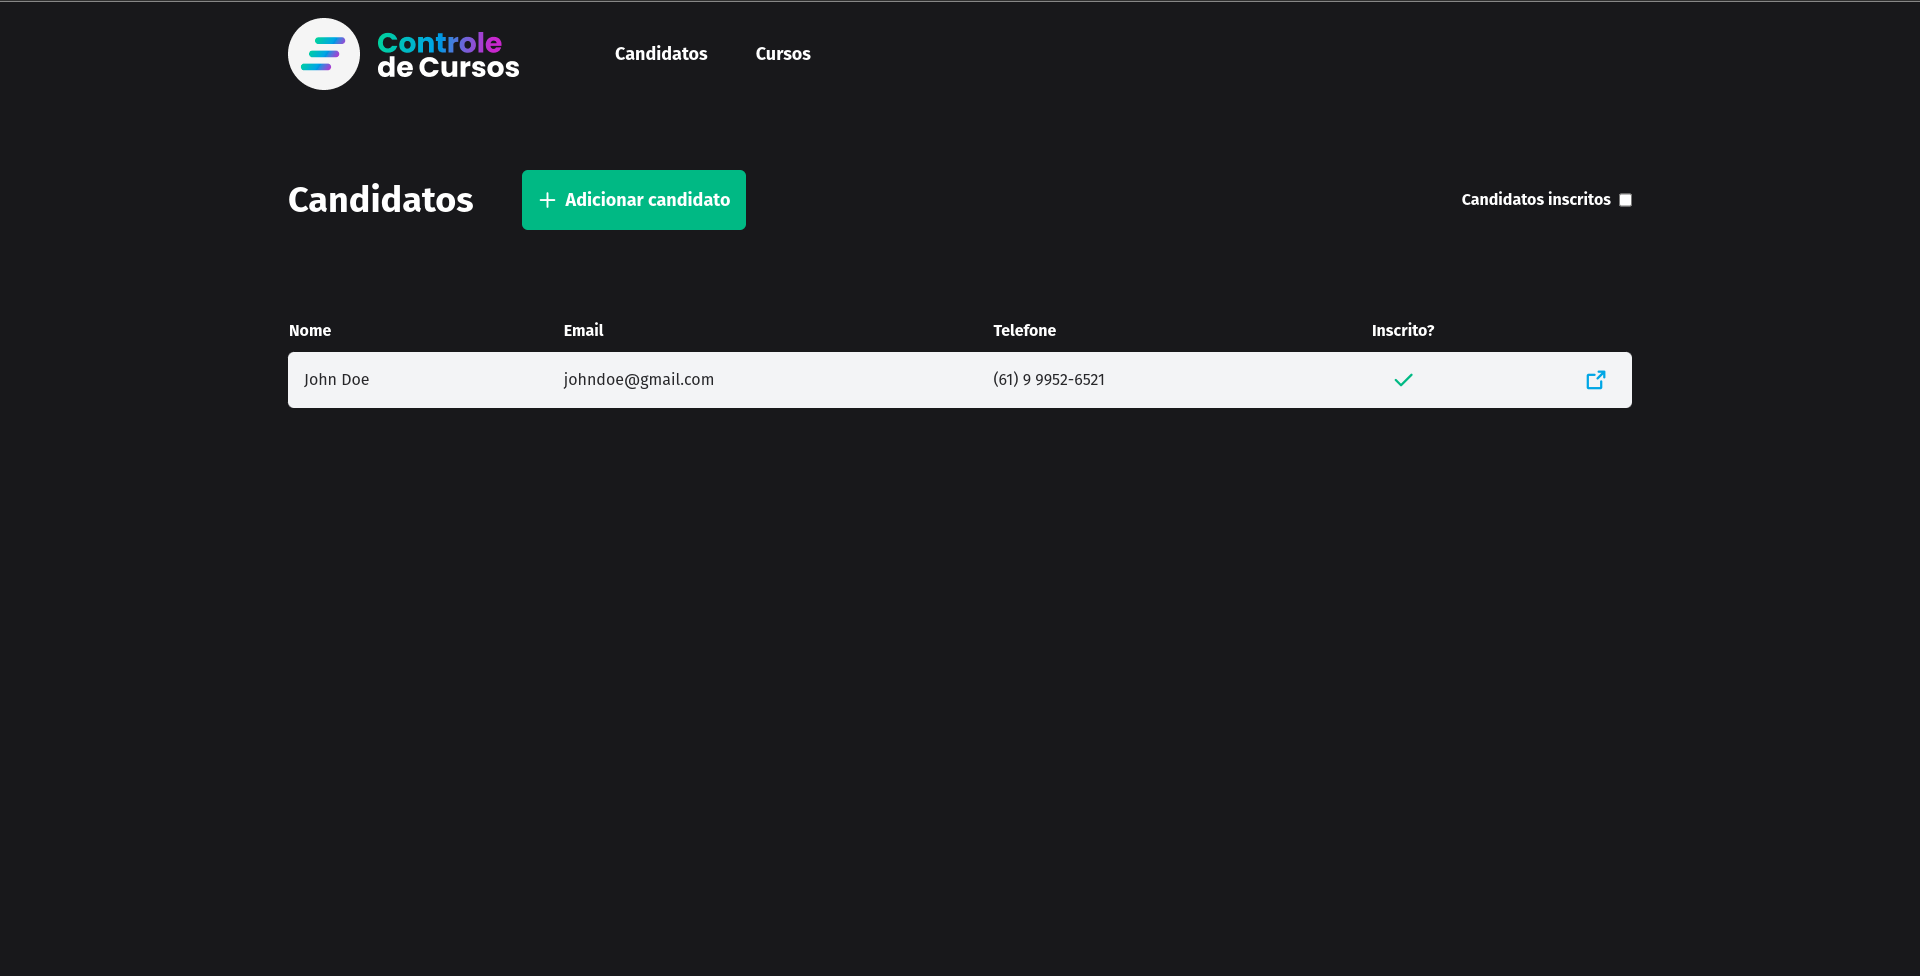 Controle
de Cursos
Candidatos
Cursos
Candidatos
Adicionar candidato
Candidatos inscritos
Nome
Email
Telefone
Inscrito?
John Doe
johndoe@gmail.com
(61) 9 9952-6521